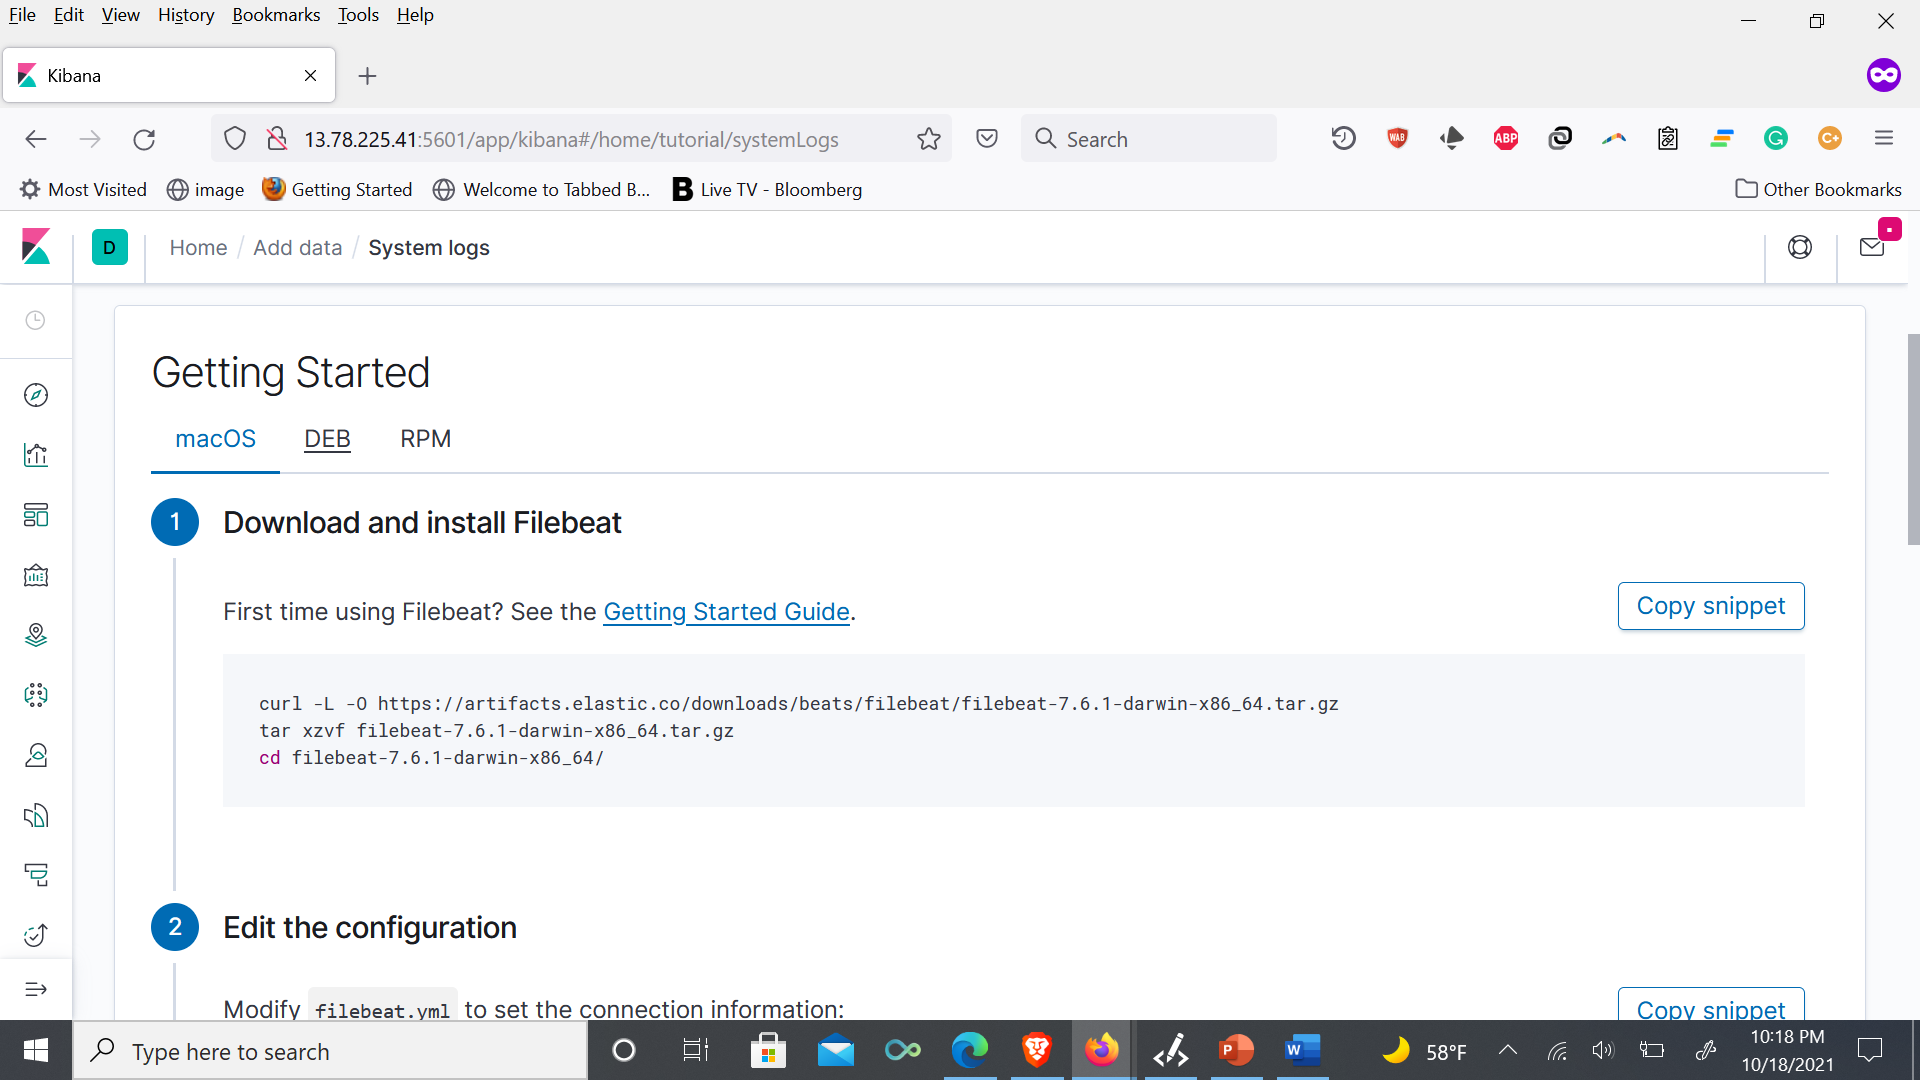 File Edit View History Bookmarks Tools Help
Kibana
13.78.225.41:5601/app/kibana#/home/tutorial/systemLogs
Search
WAB
ABP
G
C+
Most Visited
image
Getting Started
Welcome to Tabbed B...
B Live TV - Bloomberg
Other Bookmarks
D
Home / Add data / System logs
Getting Started
macOS DEB RPM
1 Download and install Filebeat
First time using Filebeat? See the Getting Started Guide.
Copy snippet
curl -L -O https://artifacts.elastic.co/downloads/beats/filebeat/filebeat-7.6.1-darwin-x86_64.tar.gz
tar xzvf filebeat-7.6.1-darwin-x86_64.tar.gz
cd filebeat-7.6.1-darwin-x86_64/
2 Edit the configuration
Modify filebeat.yml to set the connection information:
Copy snippet
Type here to search
P
W
58°F
10:18 PM
10/18/2021